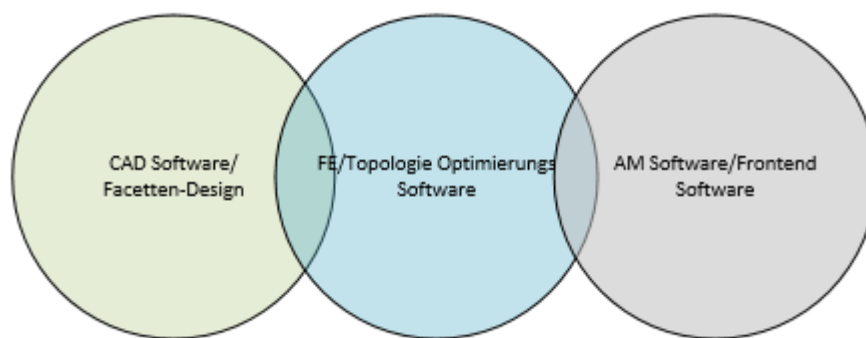 CAD Software/
Facetten-Design
FE/Topologie Optimierungs
Software
AM Software/Frontend
Software